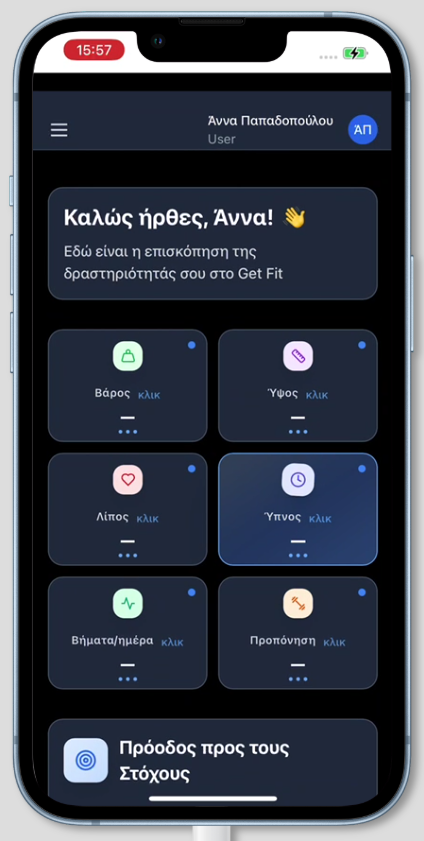 15:57
Άννα Παπαδοπούλου
User
ΆΠ
Καλώς ήρθες, Άννα! 👋
Εδώ είναι η επισκόπηση της
δραστηριότητάς σου στο Get Fit
Βάρος κλικ
—
Ύψος κλικ
—
Λίπος κλικ
—
Ύπνος κλικ
—
Βήματα/ημέρα κλικ
—
Προπόνηση κλικ
—
Πρόοδος προς τους
Στόχους